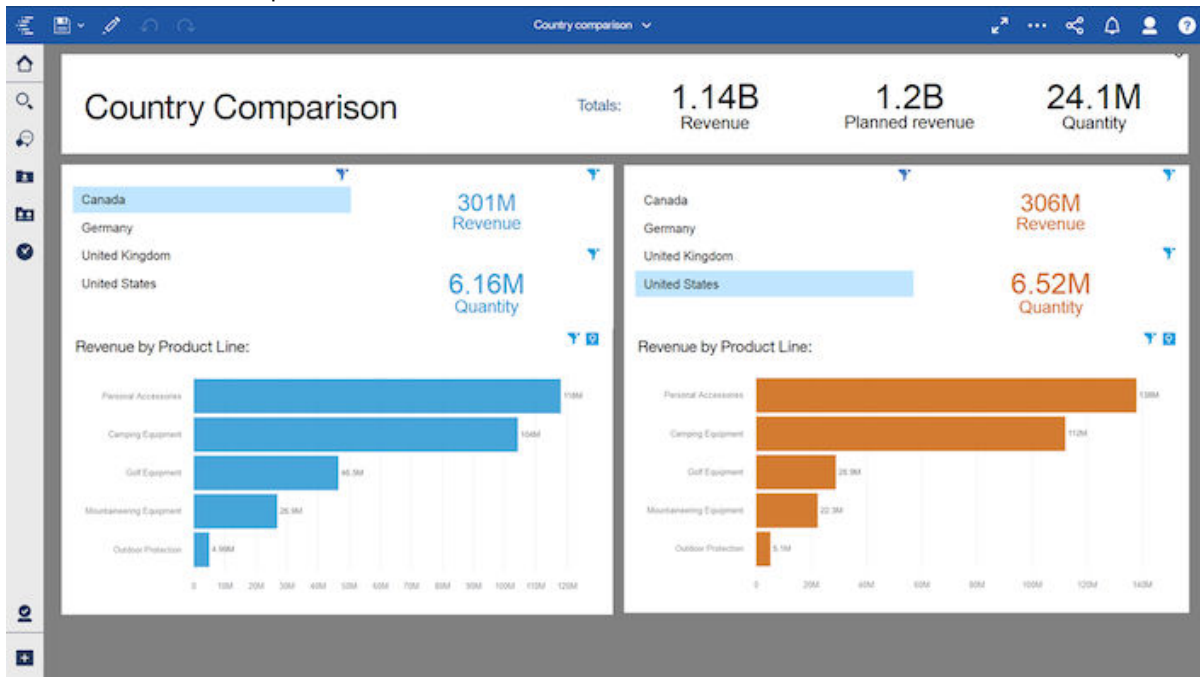 Country comparison
Country Comparison
Totals:
1.14B
Revenue
1.2B
Planned revenue
24.1M
Quantity
Canada
Germany
United Kingdom
United States
301M
Revenue
6.16M
Quantity
Revenue by Product Line:
Personal Accessories
118M
Camping Equipment
104M
Golf Equipment
46.5M
Mountaineering Equipment
26.9M
Outdoor Protection
4.99M
0 10M 20M 30M 40M 50M 60M 70M 80M 90M 100M 110M 120M
Canada
Germany
United Kingdom
United States
306M
Revenue
6.52M
Quantity
Revenue by Product Line:
Personal Accessories
138M
Camping Equipment
112M
Golf Equipment
28.9M
Mountaineering Equipment
22.3M
Outdoor Protection
5.1M
0 20M 40M 60M 80M 100M 120M 140M